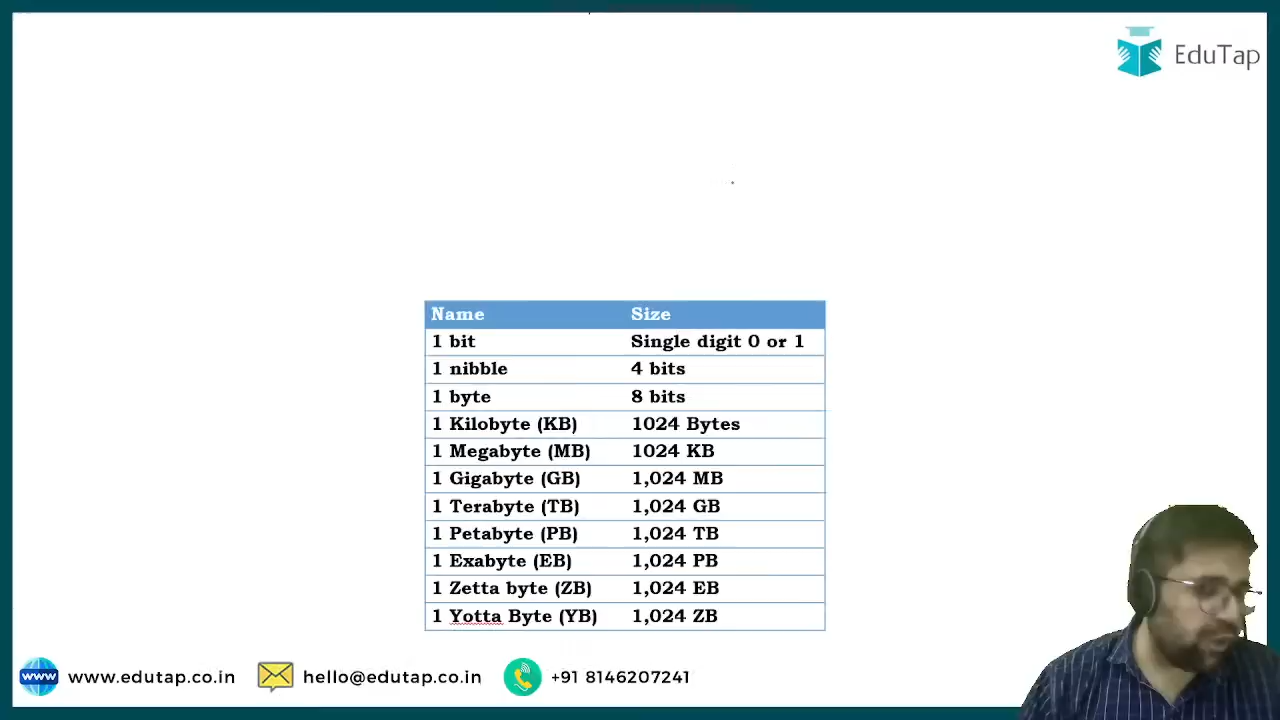 EduTap
Name Size
1 bit Single digit 0 or 1
1 nibble 4 bits
1 byte 8 bits
1 Kilobyte (KB) 1024 Bytes
1 Megabyte (MB) 1024 KB
1 Gigabyte (GB) 1,024 MB
1 Terabyte (TB) 1,024 GB
1 Petabyte (PB) 1,024 TB
1 Exabyte (EB) 1,024 PB
1 Zetta byte (ZB) 1,024 EB
1 Yotta Byte (YB) 1,024 ZB
www www.edutap.co.in hello@edutap.co.in +91 8146207241